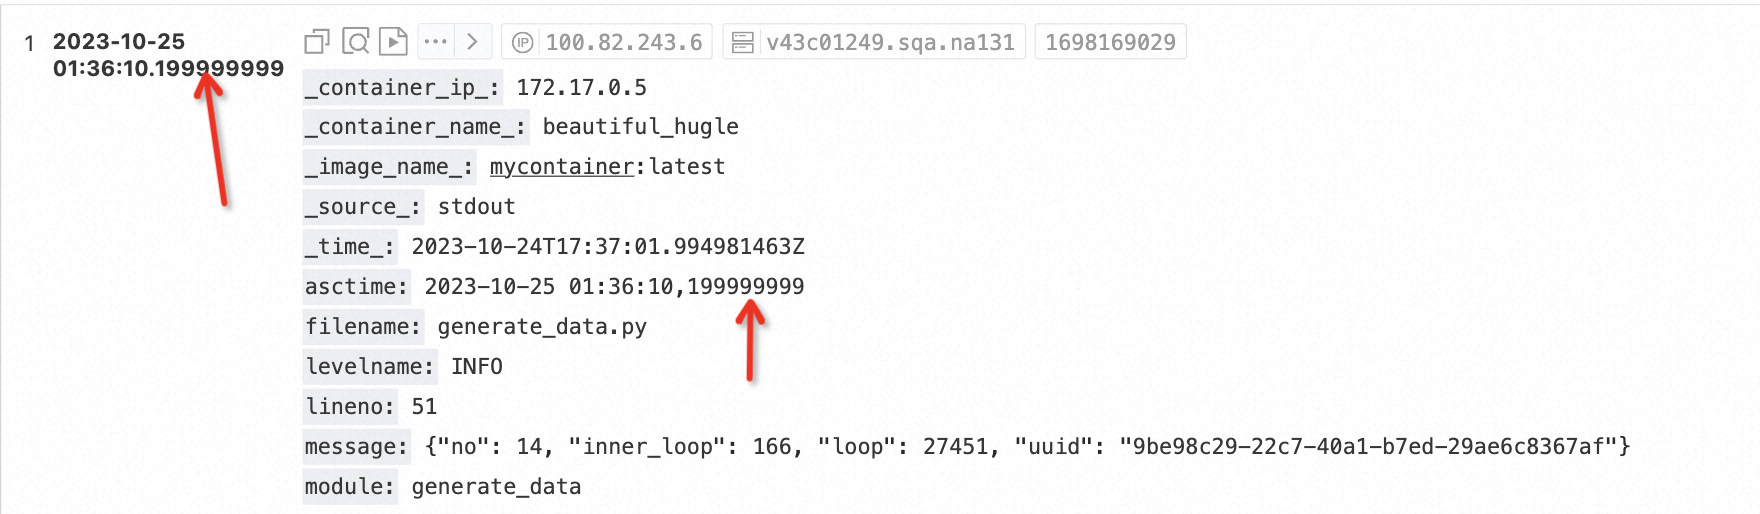 1 2023-10-25 01:36:10.199999999
IP 100.82.243.6 v43c01249.sqa.na131 1698169029
_container_ip_: 172.17.0.5
_container_name_: beautiful_hugle
_image_name_: mycontainer:latest
_source_: stdout
_time_: 2023-10-24T17:37:01.994981463Z
asctime: 2023-10-25 01:36:10,199999999
filename: generate_data.py
levelname: INFO
lineno: 51
message: {"no": 14, "inner_loop": 166, "loop": 27451, "uuid": "9be98c29-22c7-40a1-b7ed-29ae6c8367af"}
module: generate_data